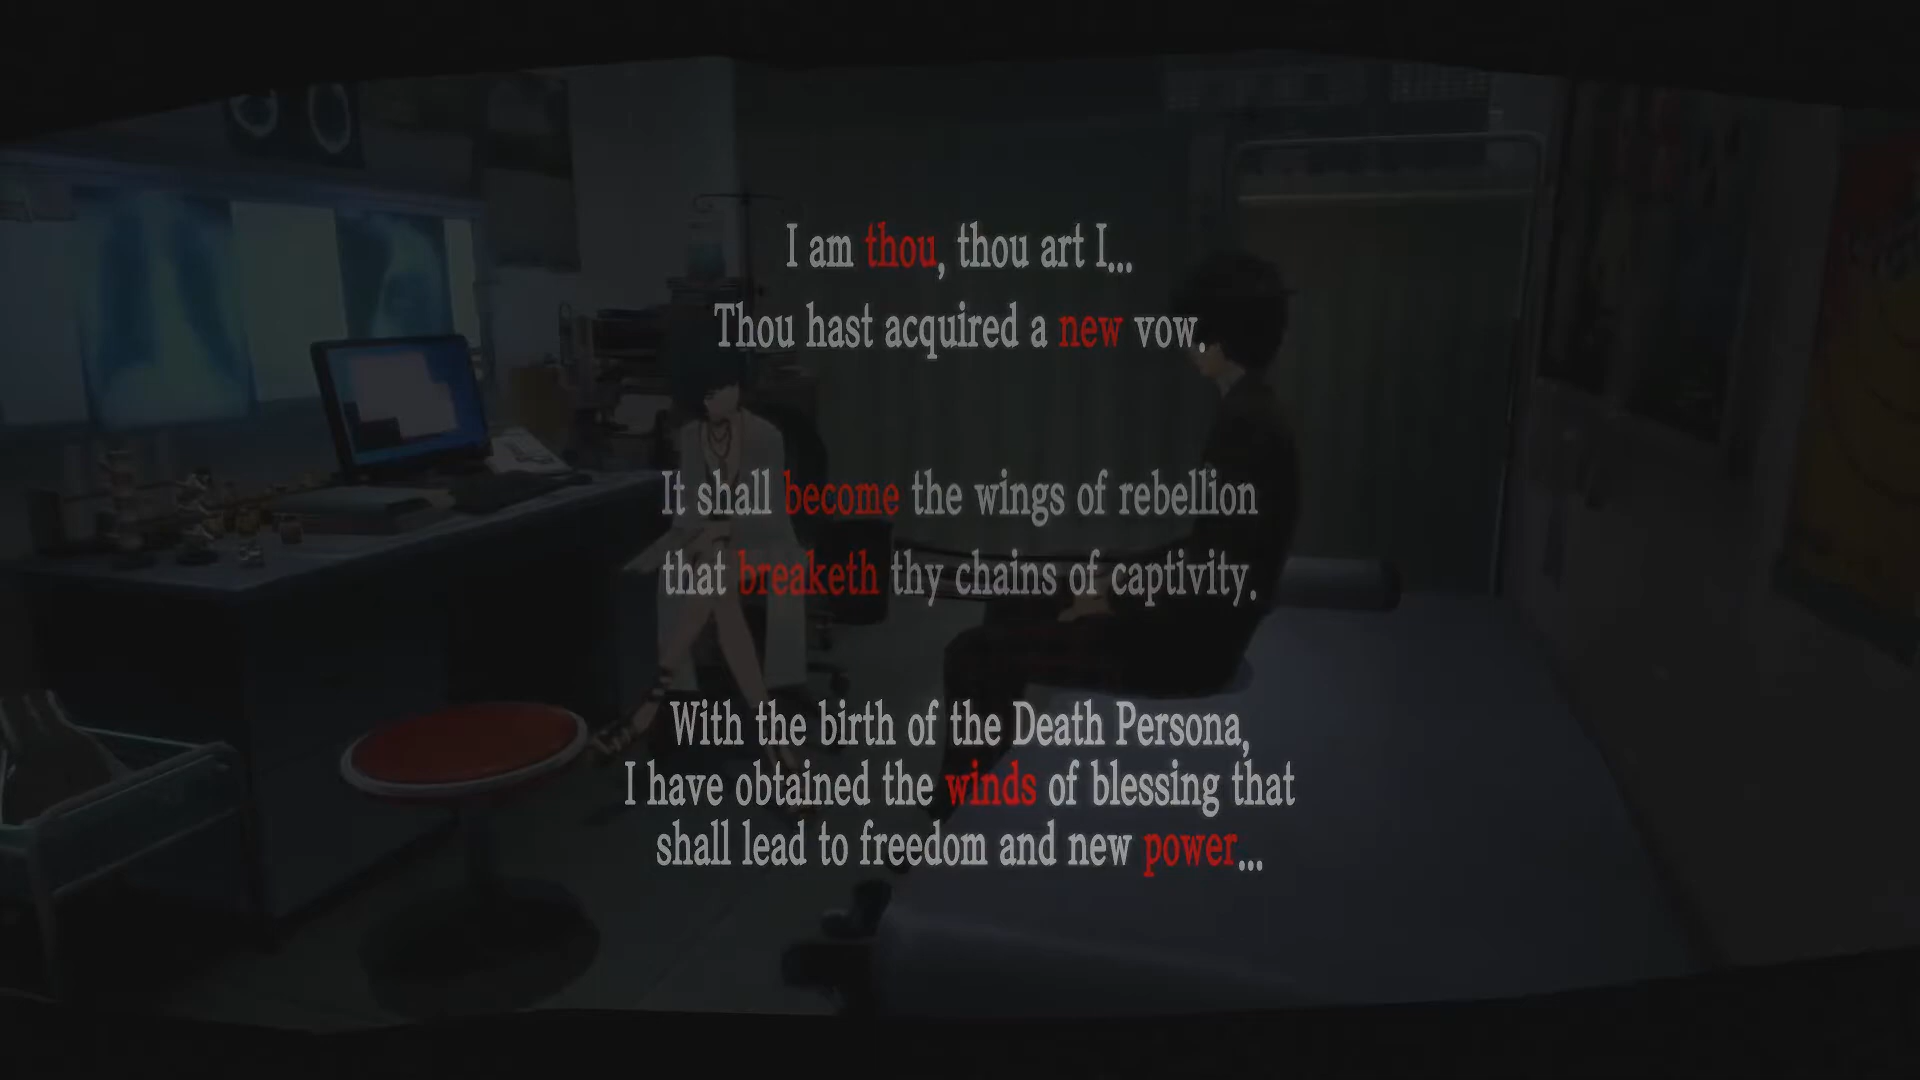 I am thou, thou art I...
Thou hast acquired a new vow.
It shall become the wings of rebellion
that breaketh thy chains of captivity.
With the birth of the Death Persona,
I have obtained the winds of blessing that
shall lead to freedom and new power...